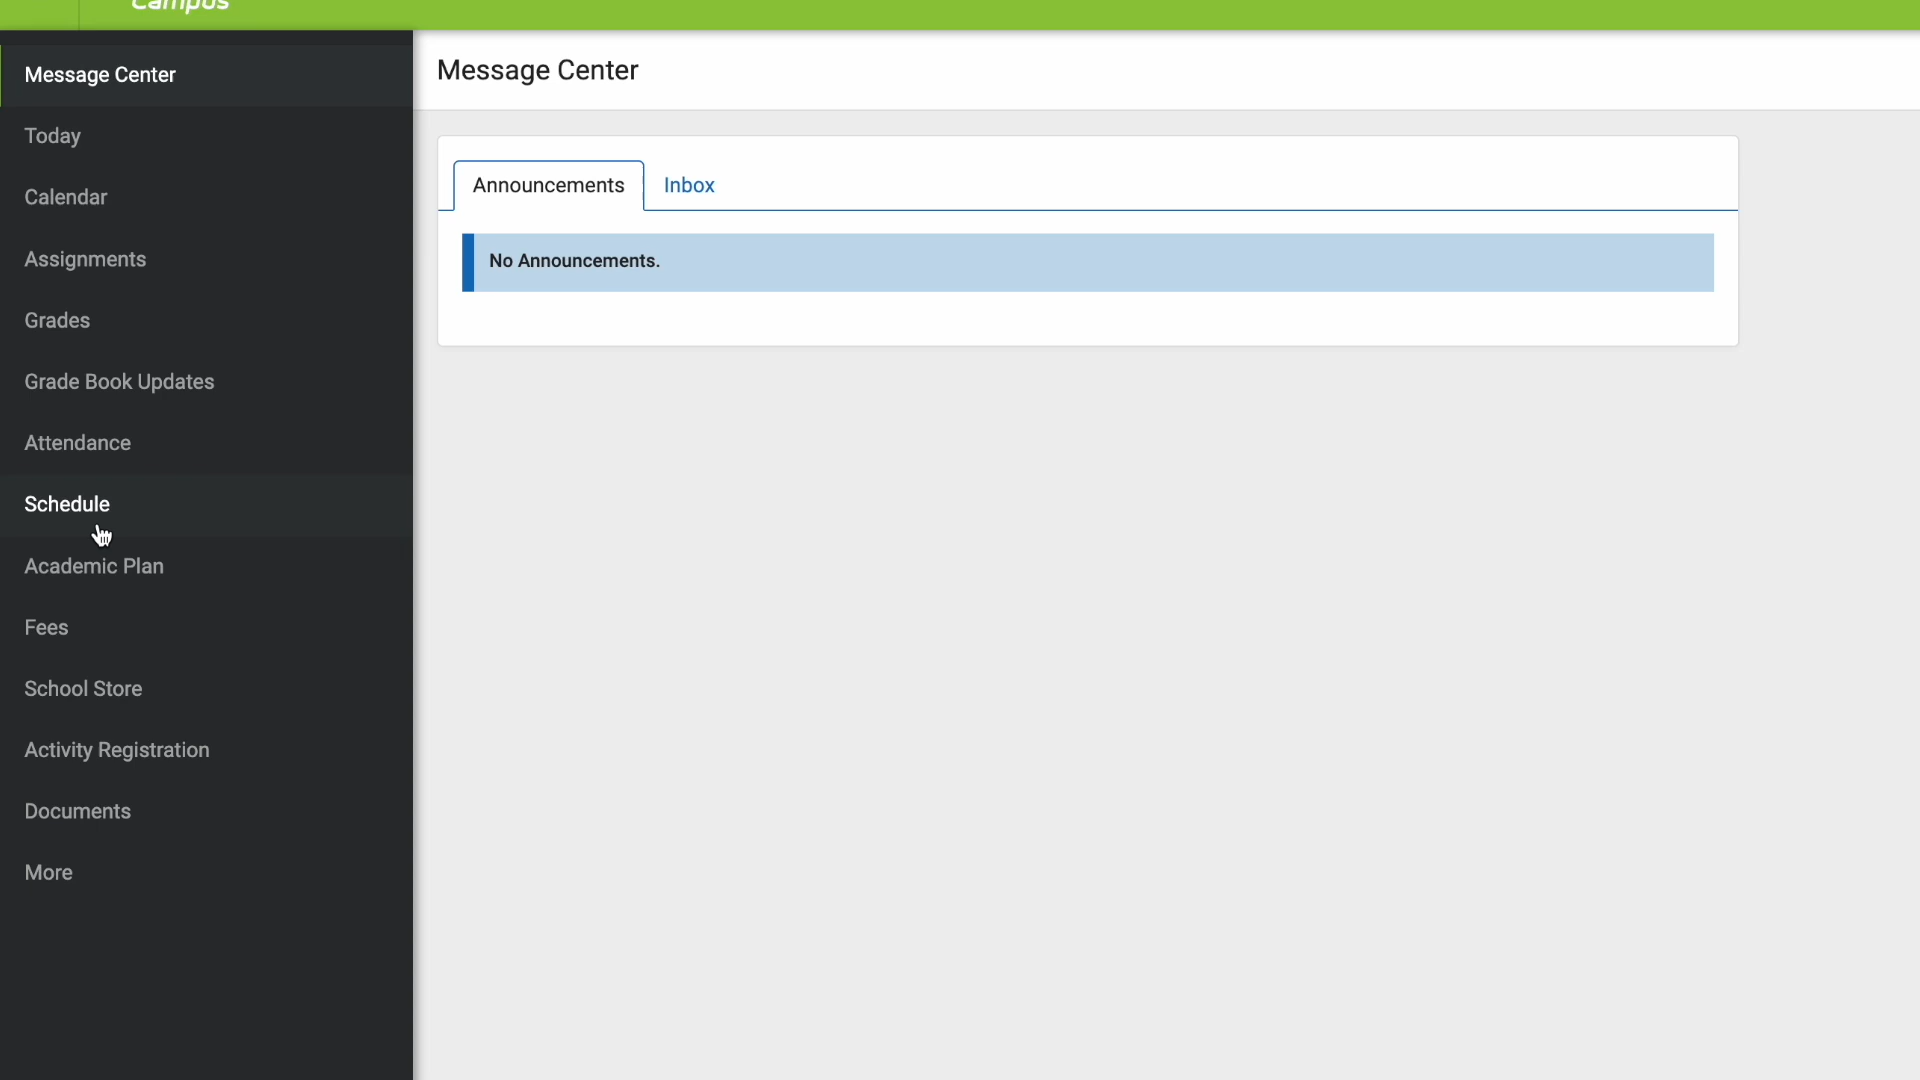 Campus
Message Center
Today
Calendar
Assignments
Grades
Grade Book Updates
Attendance
Schedule
Academic Plan
Fees
School Store
Activity Registration
Documents
More
Message Center
Announcements Inbox
No Announcements.